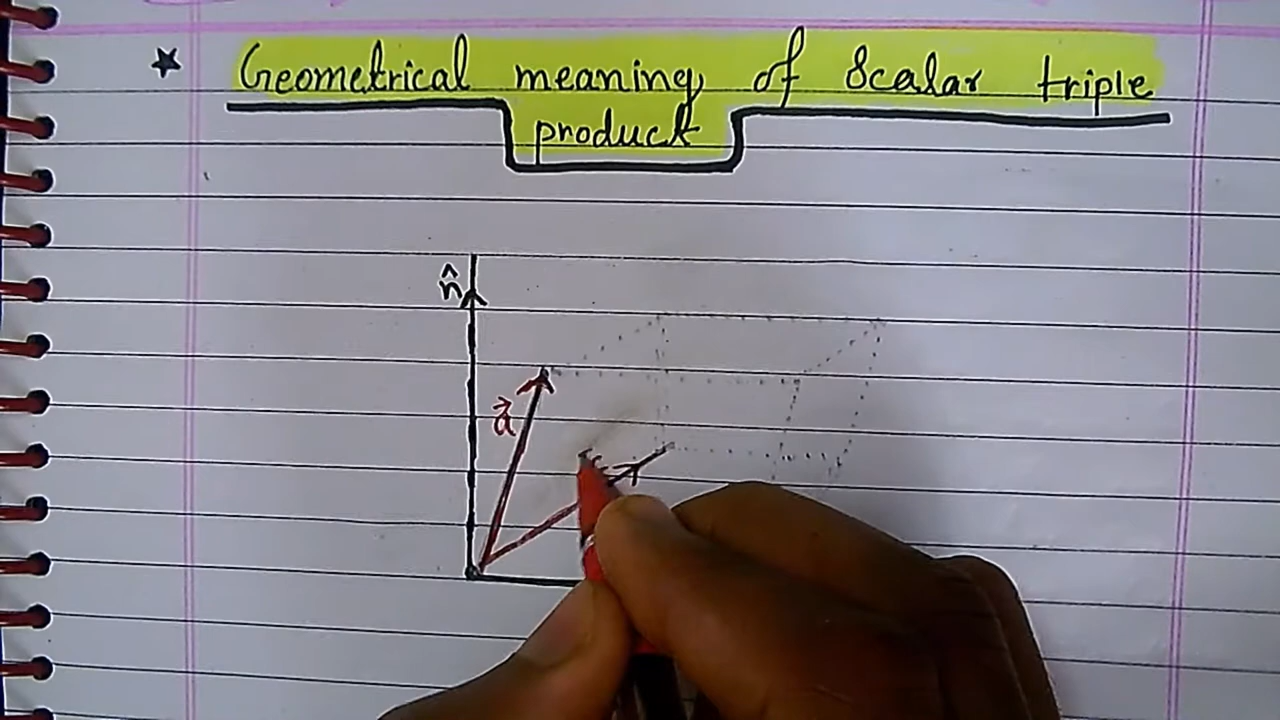 ★ Geometrical meaning of Scalar triple
product
n̂
a⃗